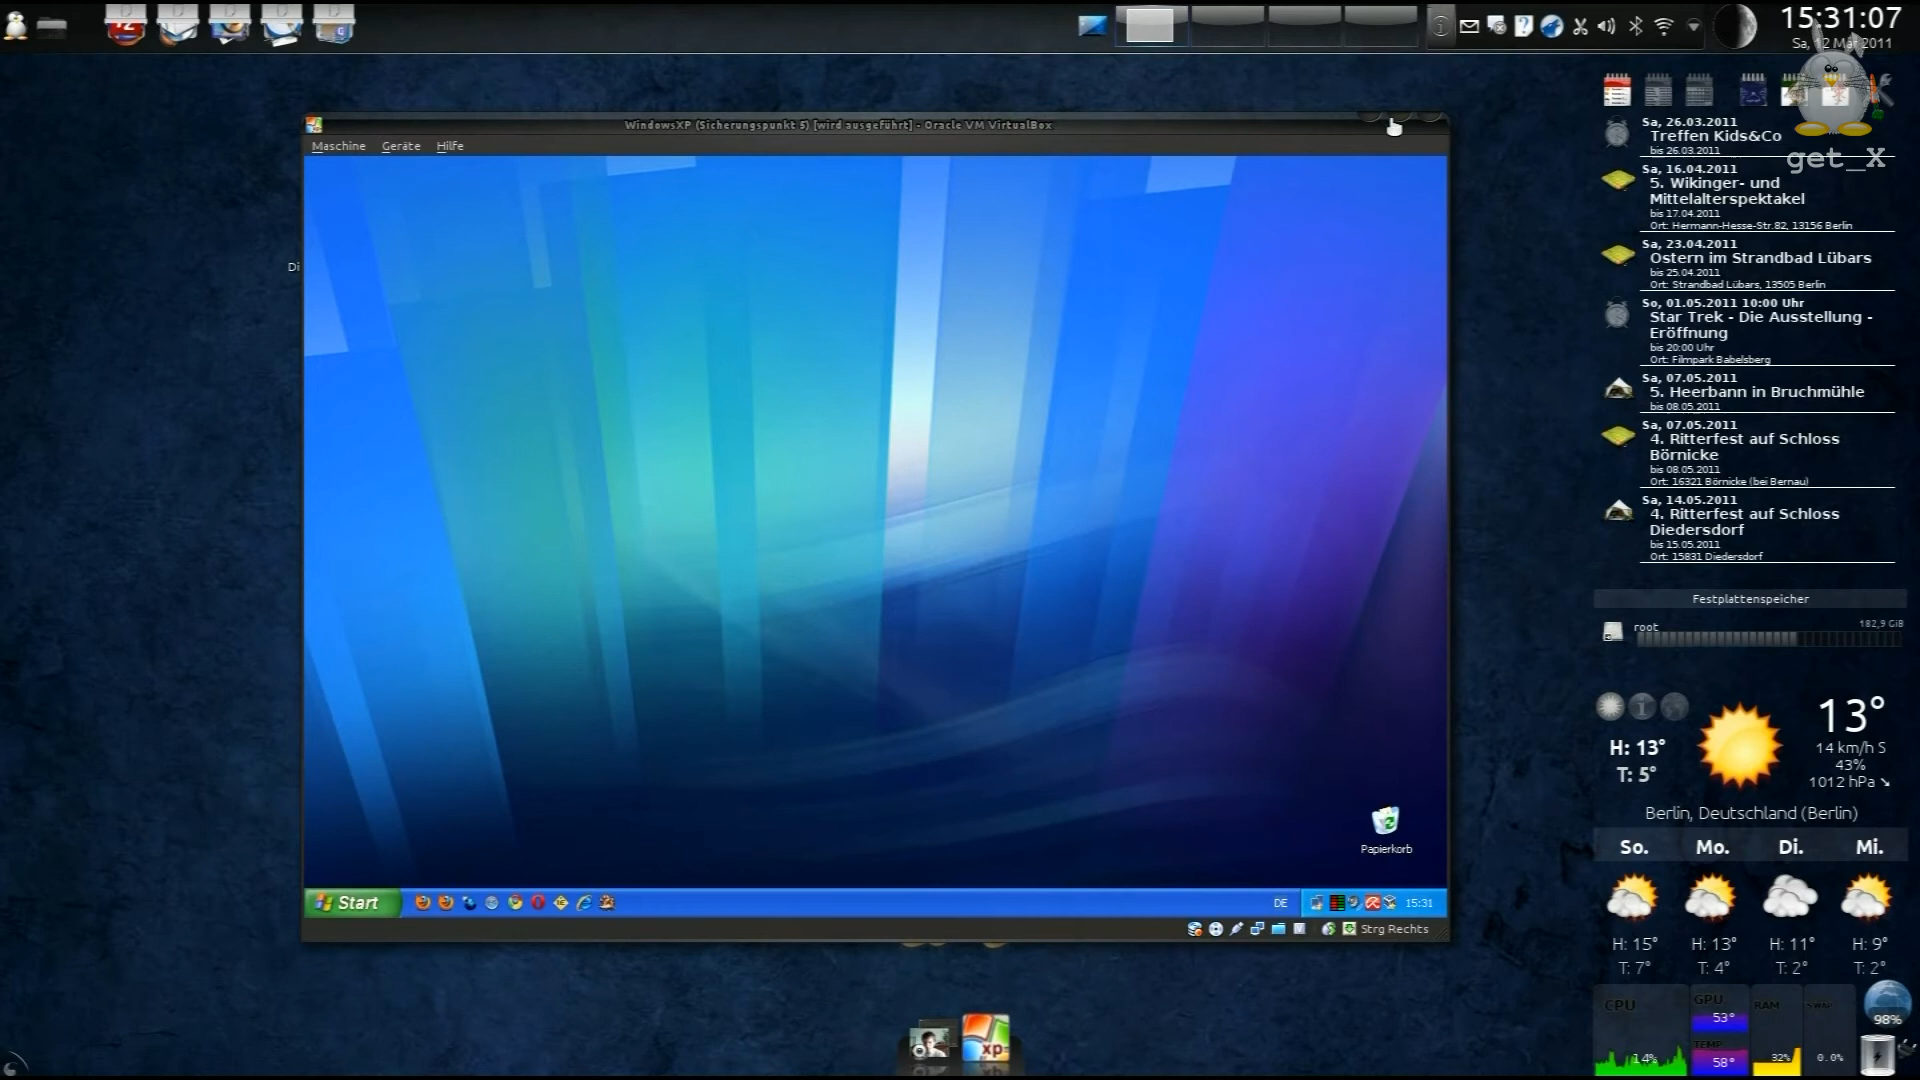 15:31:07
Sa, 12 Mär 2011
get_X
WindowsXP (Sicherungspunkt 5) [wird ausgeführt] - Oracle VM VirtualBox
Maschine Geräte Hilfe
Di
Papierkorb
Start
DE
15:31
Strg Rechts
xp
Sa, 26.03.2011
Treffen Kids&Co
bis 26.03.2011
Sa, 16.04.2011
5. Wikinger- und
Mittelalterspektakel
bis 17.04.2011
Ort: Hermann-Hesse-Str.82, 13156 Berlin
Sa, 23.04.2011
Ostern im Strandbad Lübars
bis 25.04.2011
Ort: Strandbad Lübars, 13505 Berlin
So, 01.05.2011 10:00 Uhr
Star Trek - Die Ausstellung -
Eröffnung
bis 20:00 Uhr
Ort: Filmpark Babelsberg
Sa, 07.05.2011
5. Heerbann in Bruchmühle
bis 08.05.2011
Sa, 07.05.2011
4. Ritterfest auf Schloss
Börnicke
bis 08.05.2011
Ort: 16321 Börnicke (bei Bernau)
Sa, 14.05.2011
4. Ritterfest auf Schloss
Diedersdorf
bis 15.05.2011
Ort: 15831 Diedersdorf
Festplattenspeicher
root 182,9 GiB
13°
H: 13°
T: 5°
14 km/h S
43%
1012 hPa ↘
Berlin, Deutschland (Berlin)
So. Mo. Di. Mi.
H: 15° H: 13° H: 11° H: 9°
T: 7° T: 4° T: 2° T: 2°
CPU GPU RAM SWAP
53°
98%
TEMP
14% 58° 32% 0.0%